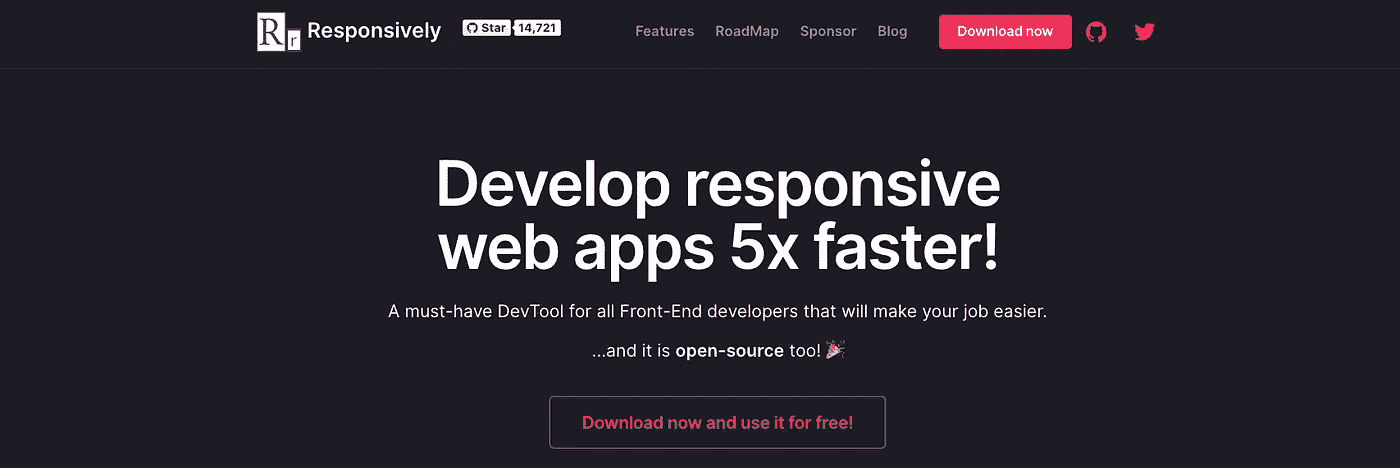 Rr Responsively Star 14,721 Features RoadMap Sponsor Blog Download now
Develop responsive
web apps 5x faster!
A must-have DevTool for all Front-End developers that will make your job easier.
...and it is open-source too! 🎉
Download now and use it for free!